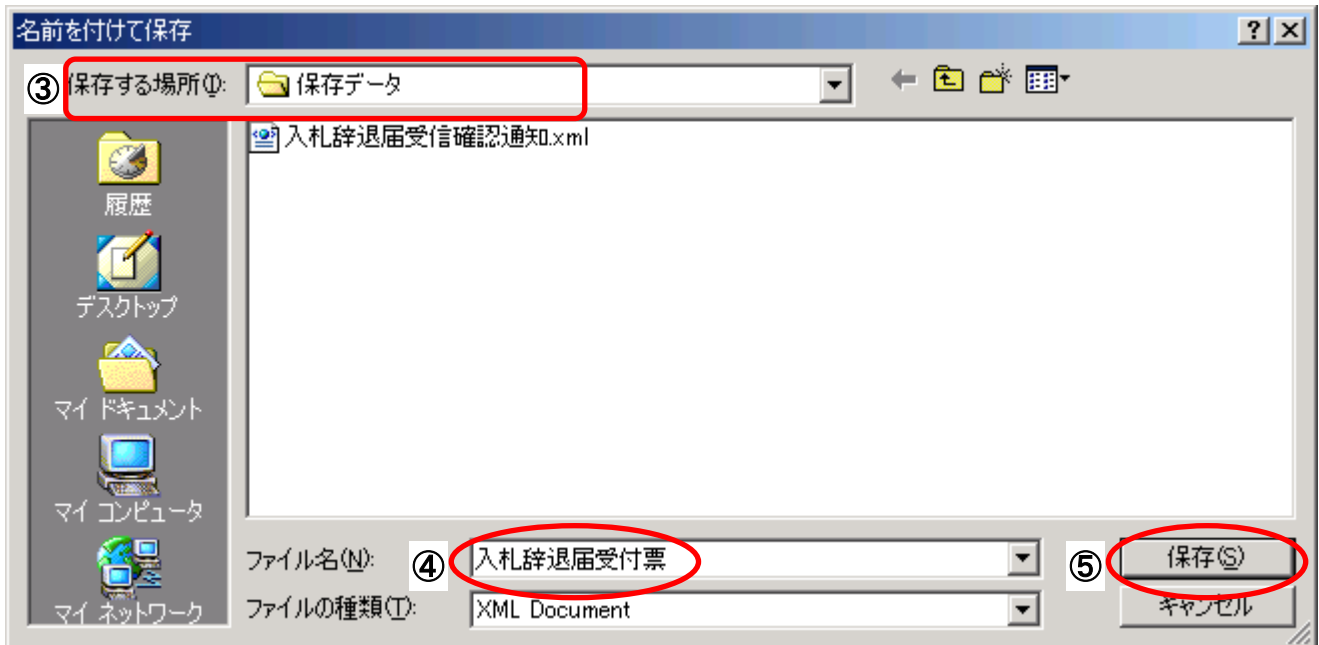 名前を付けて保存
③ 保存する場所(I): 保存データ
入札辞退届受信確認通知.xml
履歴
デスクトップ
マイ ドキュメント
マイ コンピュータ
マイ ネットワーク
ファイル名(N): ④ 入札辞退届受付票 ⑤ 保存(S)
ファイルの種類(T): XML Document キャンセル